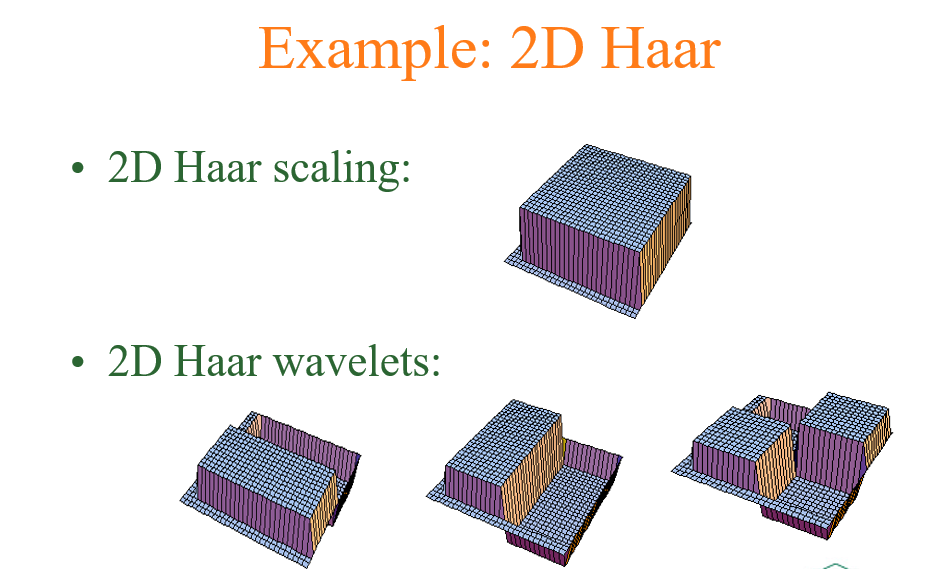 Example: 2D Haar
• 2D Haar scaling:
• 2D Haar wavelets: